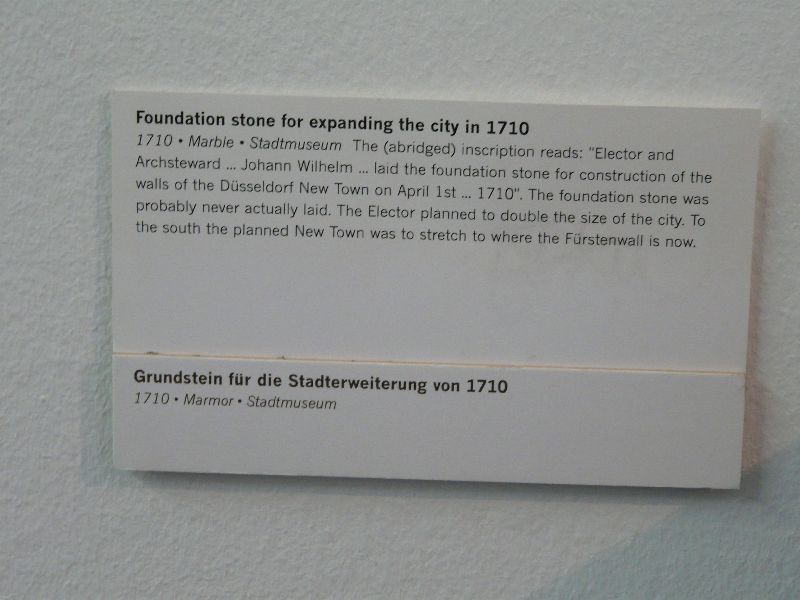 Foundation stone for expanding the city in 1710
1710 • Marble • Stadtmuseum The (abridged) inscription reads: "Elector and
Archsteward ... Johann Wilhelm ... laid the foundation stone for construction of the
walls of the Düsseldorf New Town on April 1st ... 1710". The foundation stone was
probably never actually laid. The Elector planned to double the size of the city. To
the south the planned New Town was to stretch to where the Fürstenwall is now.
Grundstein für die Stadterweiterung von 1710
1710 • Marmor • Stadtmuseum